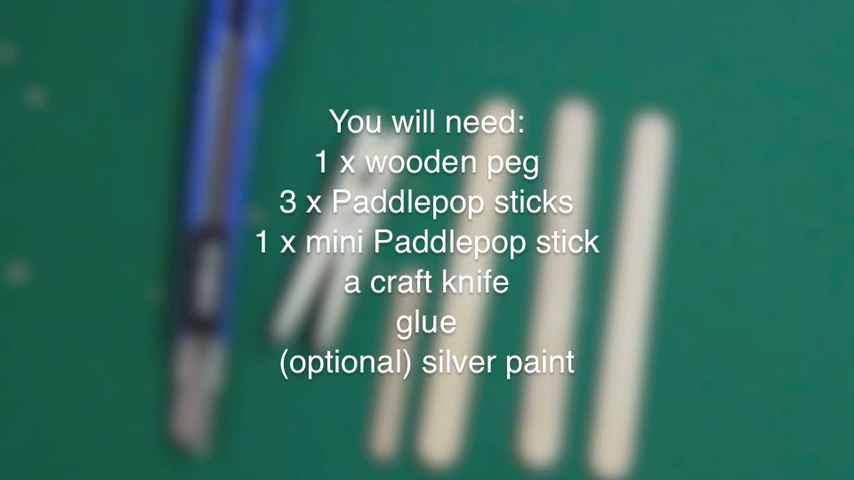 You will need:
1 x wooden peg
3 x Paddlepop sticks
1 x mini Paddlepop stick
a craft knife
glue
(optional) silver paint